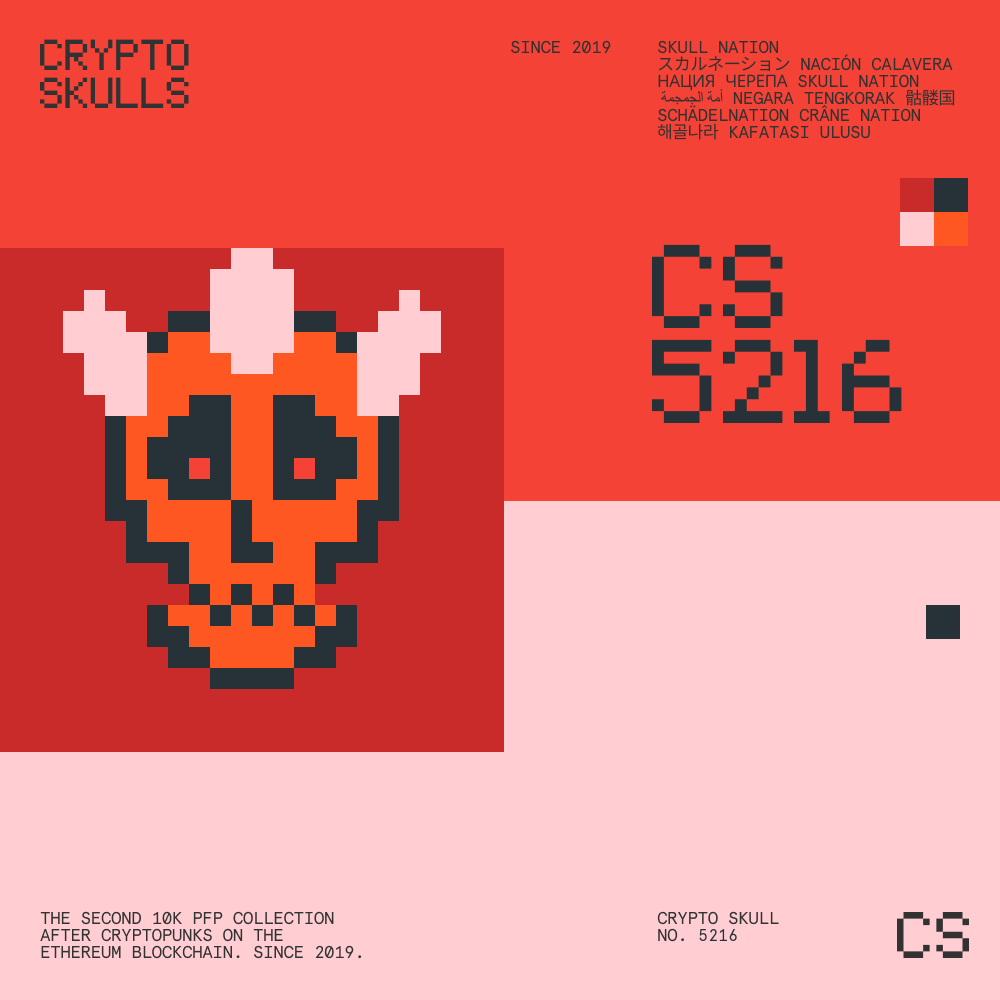 CRYPTO
SKULLS
SINCE 2019
SKULL NATION
スカルネーション NACIÓN CALAVERA
НАЦИЯ ЧЕРЕПА SKULL NATION
أمة الجمجمة NEGARA TENGKORAK 骷髅国
SCHÄDELNATION CRÂNE NATION
해골나라 KAFATASI ULUSU
CS
5216
THE SECOND 10K PFP COLLECTION
AFTER CRYPTOPUNKS ON THE
ETHEREUM BLOCKCHAIN. SINCE 2019.
CRYPTO SKULL
NO. 5216
CS